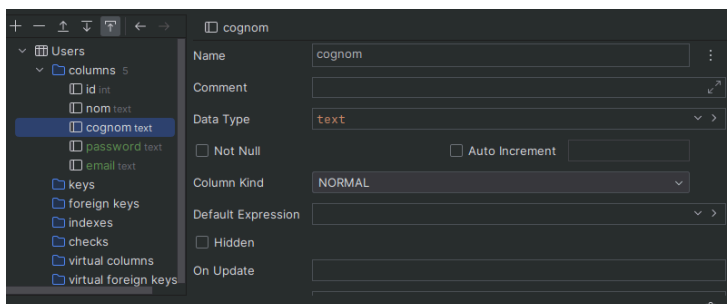 cognom
Users
columns 5
id int
nom text
cognom text
password text
email text
keys
foreign keys
indexes
checks
virtual columns
virtual foreign keys
Name cognom
Comment
Data Type text
Not Null Auto Increment
Column Kind NORMAL
Default Expression
Hidden
On Update